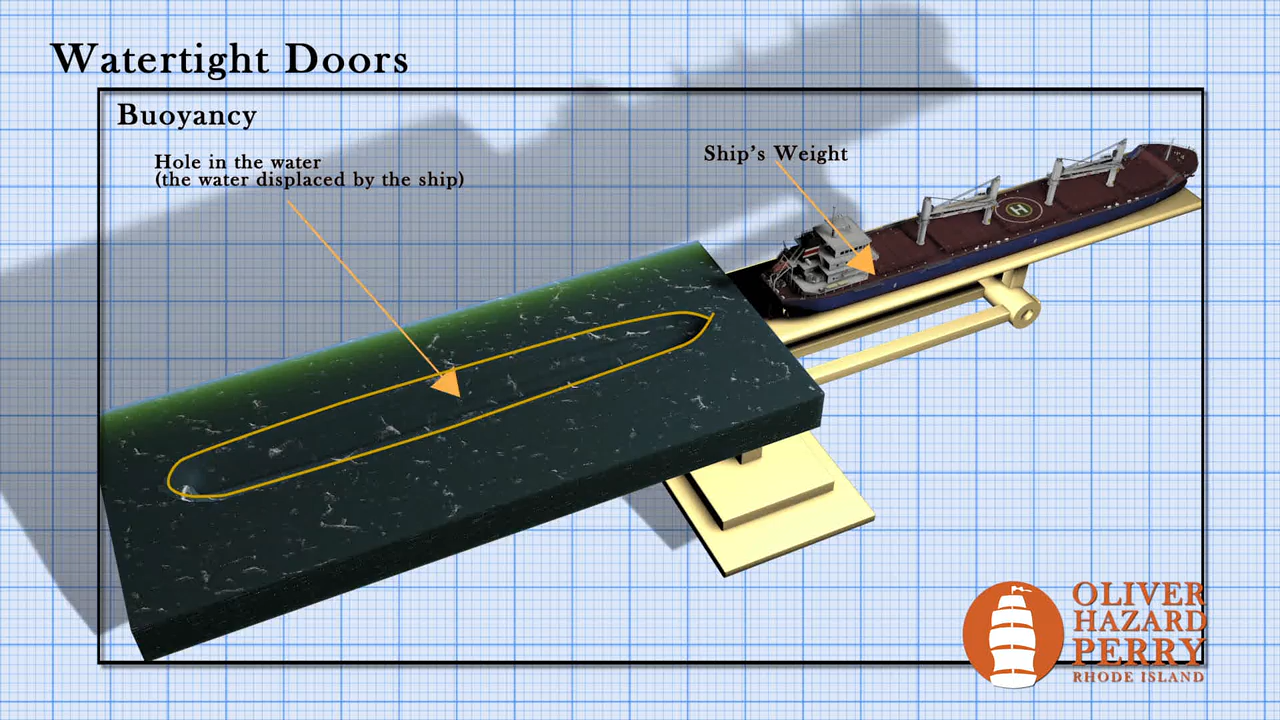 Watertight Doors
Buoyancy
Hole in the water
(the water displaced by the ship)
Ship's Weight
H
OLIVER
HAZARD
PERRY
RHODE ISLAND